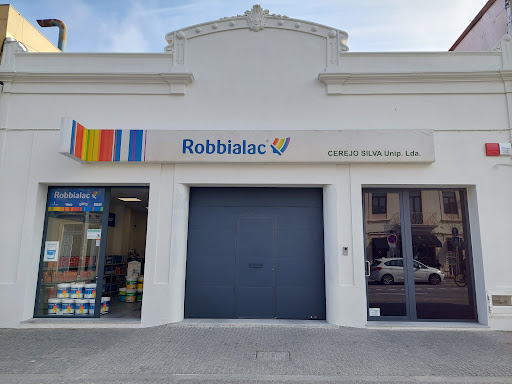 Robbialac
CEREJO SILVA Unip. Lda.
Robbialac